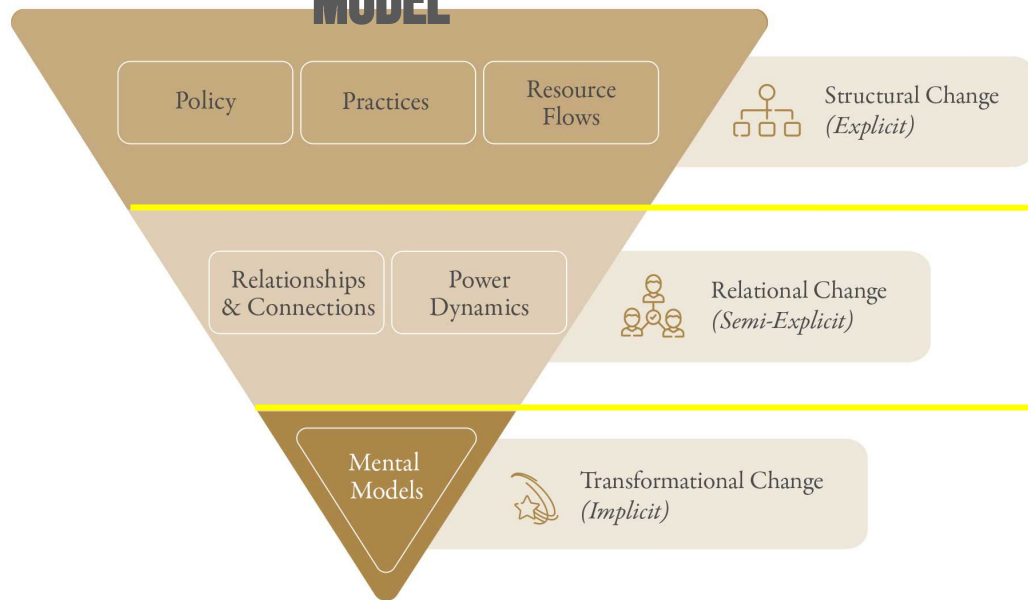 MODEL
Policy
Practices
Resource
Flows
Structural Change
(Explicit)
Relationships
& Connections
Power
Dynamics
Relational Change
(Semi-Explicit)
Mental
Models
Transformational Change
(Implicit)